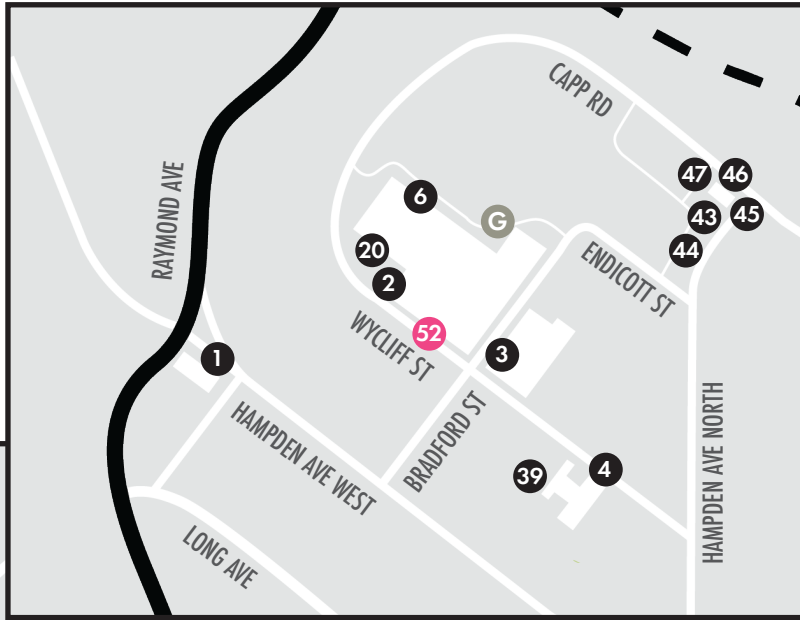 CAPP RD
47
46
RAYMOND AVE
6
43
45
G
20
44
ENDICOTT ST
2
52
WYCLIFF ST
3
1
HAMPDEN AVE WEST
BRADFORD ST
HAMPDEN AVE NORTH
39
4
LONG AVE